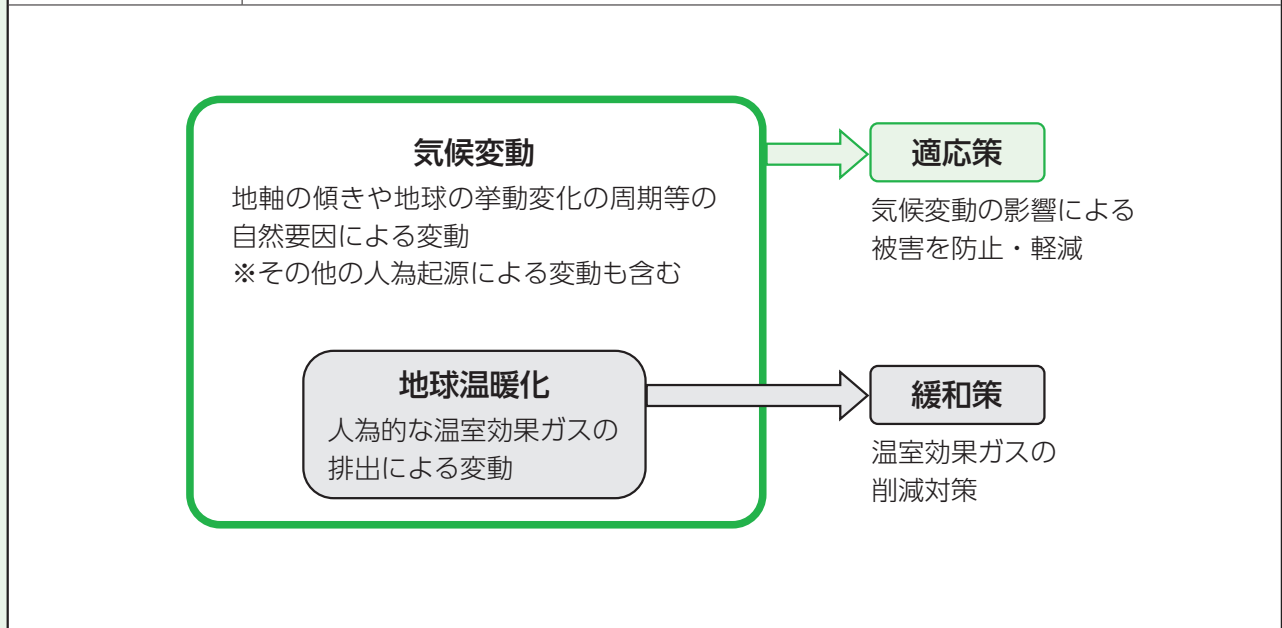 気候変動
地軸の傾きや地球の挙動変化の周期等の
自然要因による変動
※その他の人為起源による変動も含む
適応策
気候変動の影響による
被害を防止・軽減
地球温暖化
人為的な温室効果ガスの
排出による変動
緩和策
温室効果ガスの
削減対策